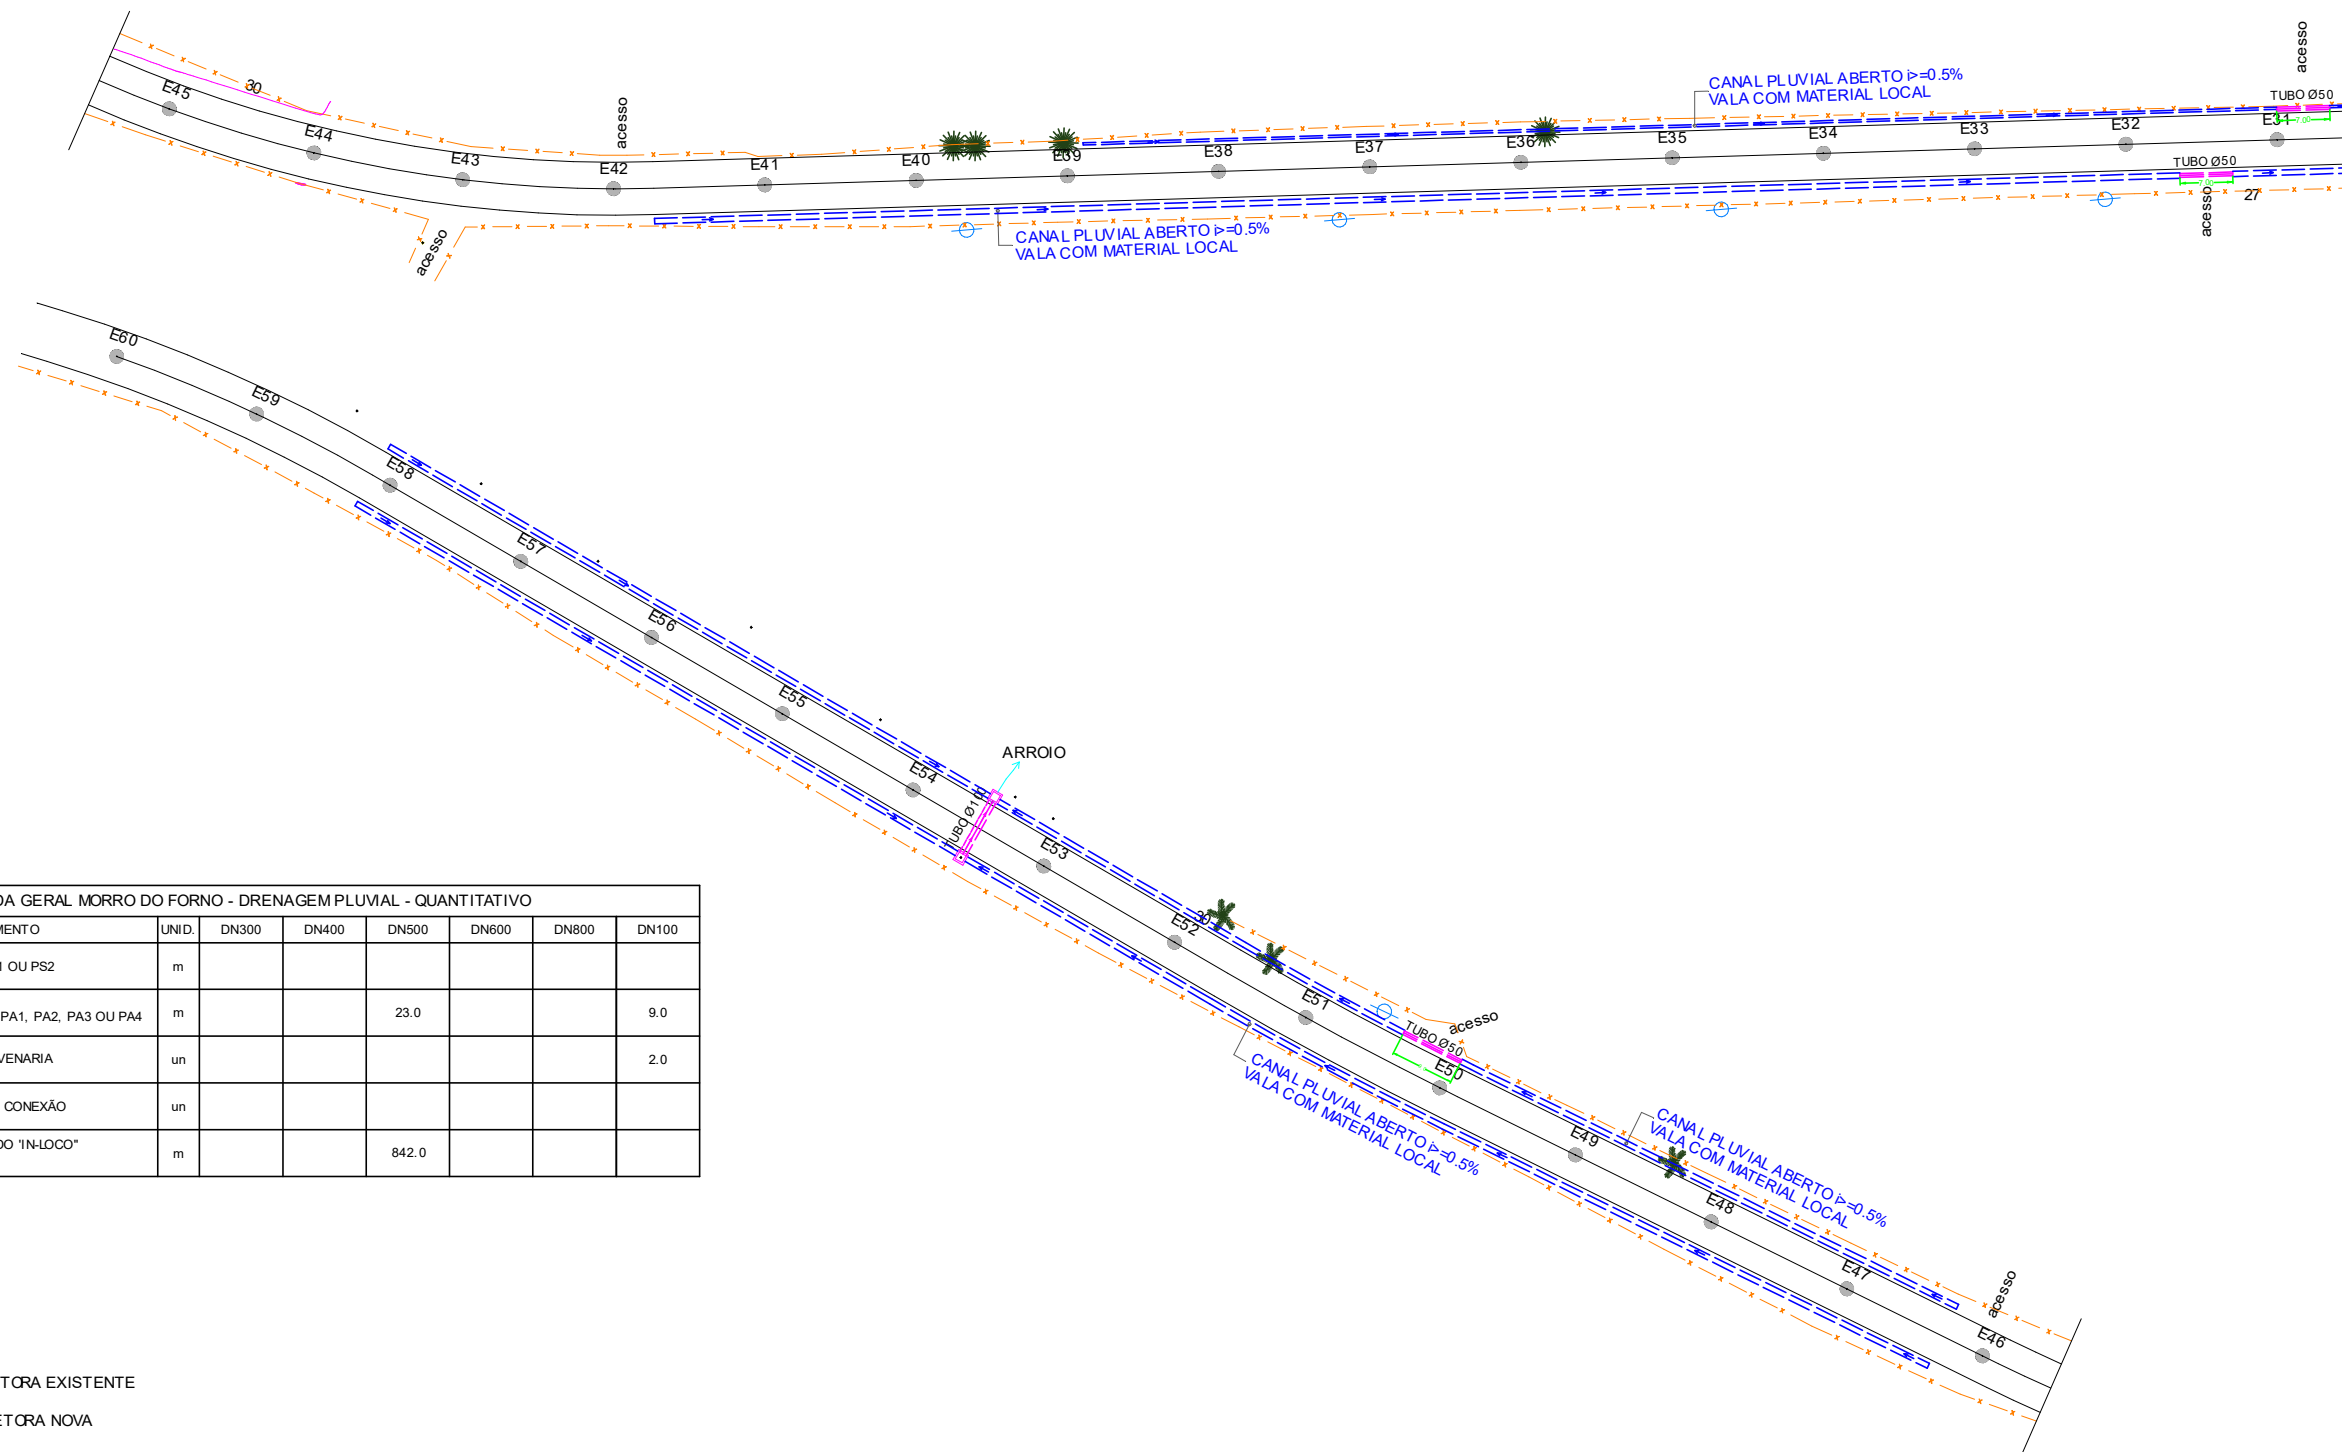 acesso
CANAL PLUVIAL ABERTO i>=0.5%
VALA COM MATERIAL LOCAL
TUBO Ø50
7.00
E45
30
E44
E43
acesso
E42
E41
E40
E39
E38
E37
E36
E35
E34
E33
E32
E31
TUBO Ø50
7.00
acesso
27
acesso
CANAL PLUVIAL ABERTO i>=0.5%
VALA COM MATERIAL LOCAL
E60
E59
E58
E57
E56
E55
E54
ARROIO
E53
30
E52
E51
TUBO Ø50
acesso
E50
CANAL PLUVIAL ABERTO i>=0.5%
VALA COM MATERIAL LOCAL
E49
CANAL PLUVIAL ABERTO i>=0.5%
VALA COM MATERIAL LOCAL
E48
E47
acesso
E46
DA GERAL MORRO DO FORNO - DRENAGEM PLUVIAL - QUANTITATIVO
MENTO UNID. DN300 DN400 DN500 DN600 DN800 DN100
OU PS2 m
PA1, PA2, PA3 OU PA4 m 23.0 9.0
VENARIA un 2.0
CONEXÃO un
DO 'IN-LOCO" m 842.0
TORA EXISTENTE
ETORA NOVA